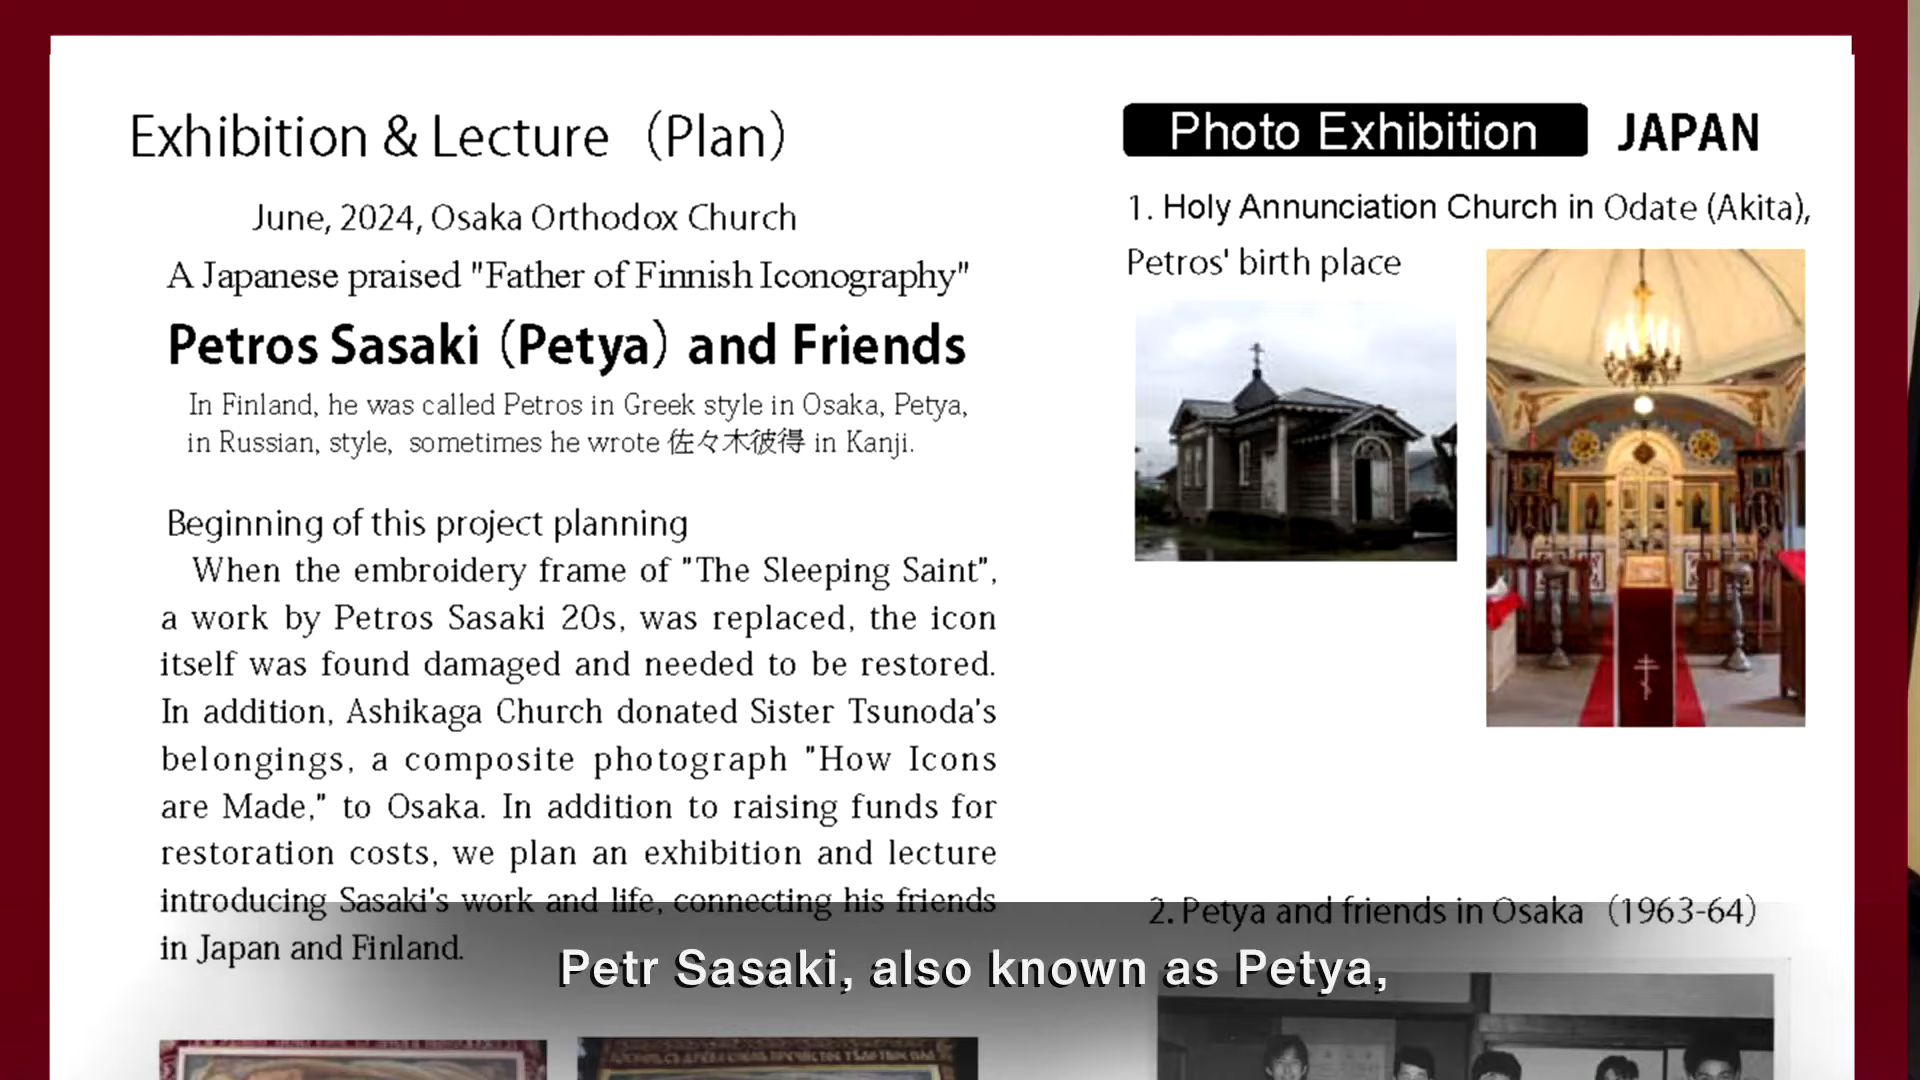 Exhibition & Lecture（Plan）
June, 2024, Osaka Orthodox Church
A Japanese praised "Father of Finnish Iconography"
Petros Sasaki（Petya）and Friends
In Finland, he was called Petros in Greek style in Osaka, Petya,
in Russian, style, sometimes he wrote 佐々木彼得 in Kanji.
Beginning of this project planning
When the embroidery frame of "The Sleeping Saint",
a work by Petros Sasaki 20s, was replaced, the icon
itself was found damaged and needed to be restored.
In addition, Ashikaga Church donated Sister Tsunoda's
belongings, a composite photograph "How Icons
are Made," to Osaka. In addition to raising funds for
restoration costs, we plan an exhibition and lecture
introducing Sasaki's work and life, connecting his friends
in Japan and Finland.
Photo Exhibition JAPAN
1. Holy Annunciation Church in Odate (Akita),
Petros' birth place
2. Petya and friends in Osaka（1963-64）
Petr Sasaki, also known as Petya,